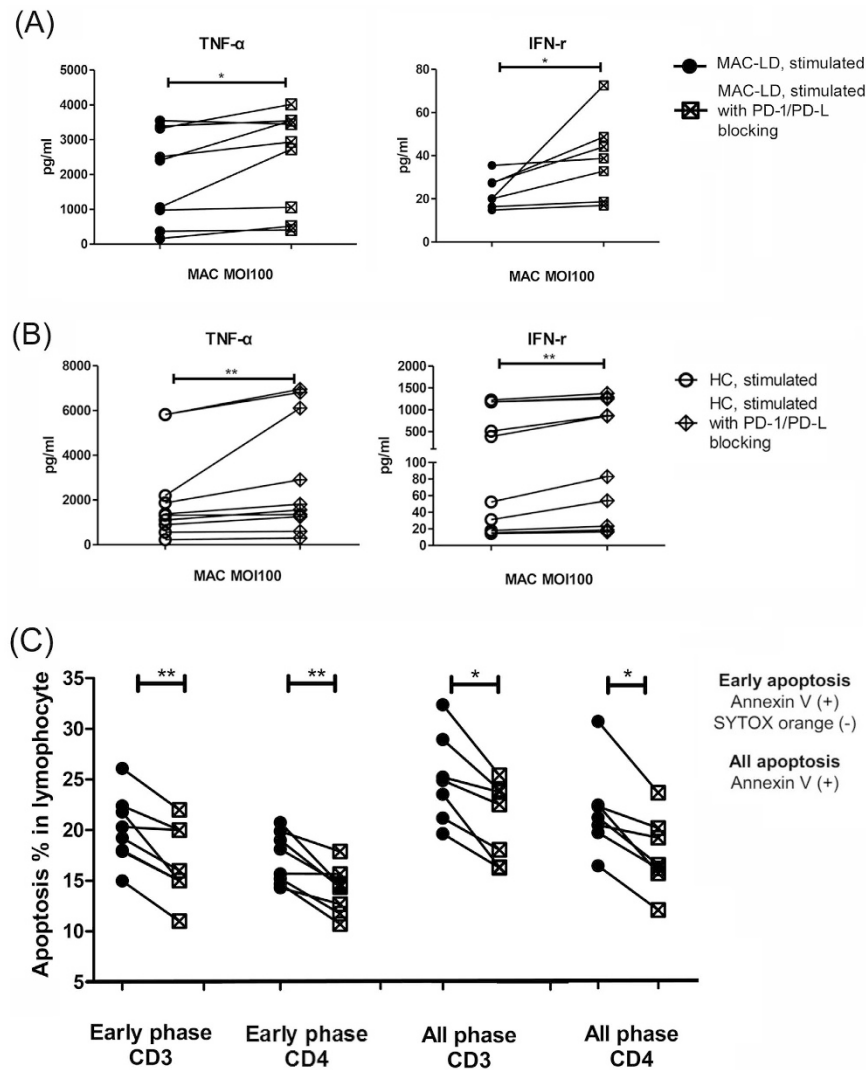 (A)
TNF-α
IFN-r
*
*
5000
4000
3000
2000
1000
0
pg/ml
80
60
40
20
0
pg/ml
MAC MOI100
MAC MOI100
MAC-LD, stimulated
MAC-LD, stimulated
with PD-1/PD-L
blocking
(B)
TNF-α
IFN-r
**
**
8000
6000
4000
2000
0
pg/ml
2000
1500
1000
500
100
80
60
40
20
0
pg/ml
MAC MOI100
MAC MOI100
HC, stimulated
HC, stimulated
with PD-1/PD-L
blocking
(C)
**
**
*
*
35
30
25
20
15
10
5
Apoptosis % in lymophocyte
Early phase
CD3
Early phase
CD4
All phase
CD3
All phase
CD4
Early apoptosis
Annexin V (+)
SYTOX orange (-)
All apoptosis
Annexin V (+)